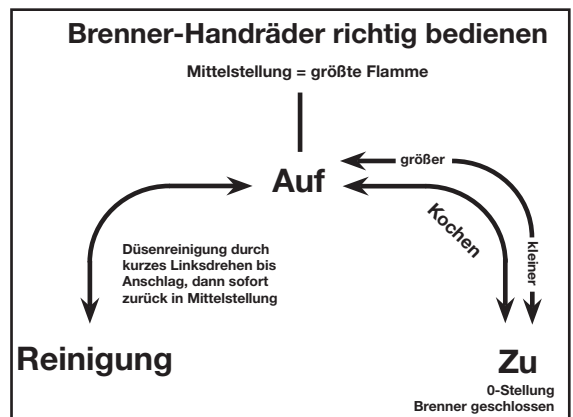 Brenner-Handräder richtig bedienen
Mittelstellung = größte Flamme
Auf
größer
Kochen
kleiner
Düsenreinigung durch
kurzes Linksdrehen bis
Anschlag, dann sofort
zurück in Mittelstellung
Reinigung
Zu
0-Stellung
Brenner geschlossen